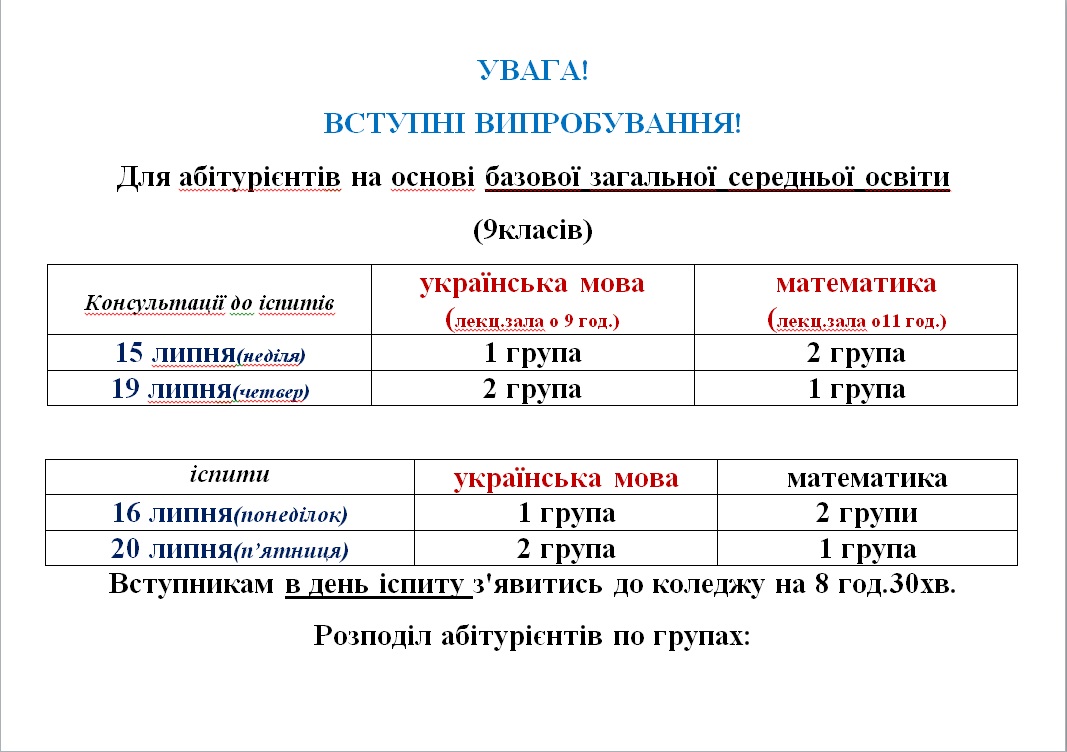 УВАГА!
ВСТУПНІ ВИПРОБУВАННЯ!
Для абітурієнтів на основі базової загальної середньої освіти
(9класів)
Консультації до іспитів українська мова (лекц.зала о 9 год.) математика (лекц.зала о11 год.)
15 липня(неділя) 1 група 2 група
19 липня(четвер) 2 група 1 група
іспити українська мова математика
16 липня(понеділок) 1 група 2 групи
20 липня(п’ятниця) 2 група 1 група
Вступникам в день іспиту з'явитись до коледжу на 8 год.30хв.
Розподіл абітурієнтів по групах: